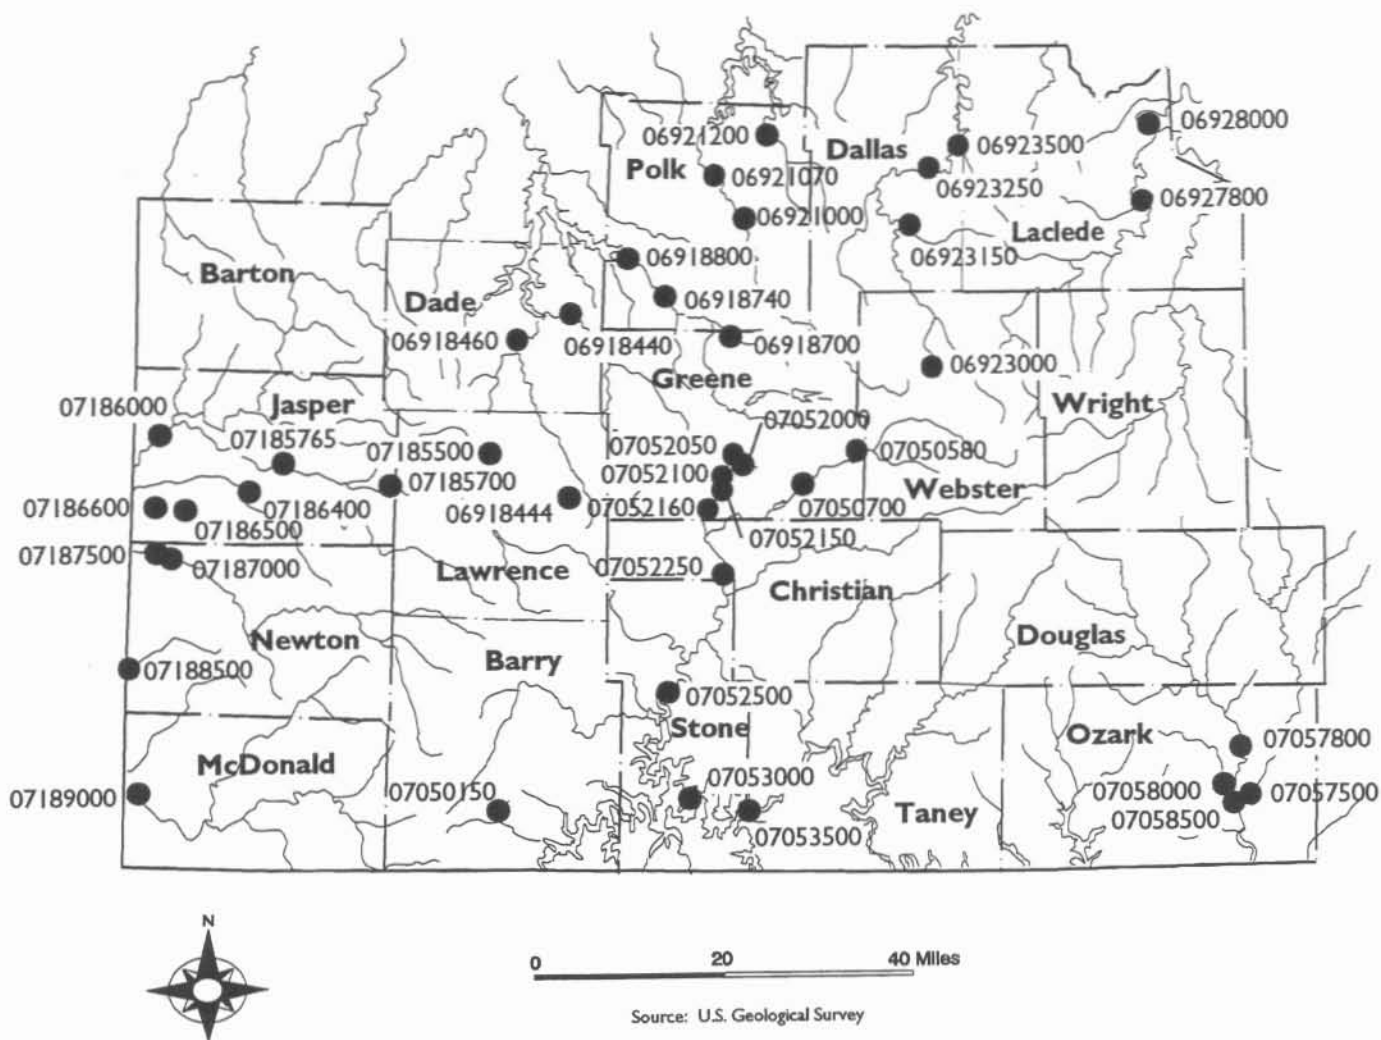 06921200
06928000
Dallas
06923500
Polk
06921070
06923250
06927800
06921000
Laclede
06918800
06923150
Barton
Dade
06918740
06918460
06918440
06918700
06923000
Greene
Wright
07186000
Jasper
07052000
07185765
07185500
07052050
07050580
07052100
07185700
Webster
07186600
07186400
06918444
07052160
07050700
07186500
07052150
07187500
07187000
Lawrence
07052250
Christian
Newton
Douglas
Barry
07188500
07052500
Stone
Ozark
07057800
McDonald
07053000
07189000
07050150
07058000
07057500
Taney
07058500
07053500
N
0 20 40 Miles
Source: U.S. Geological Survey